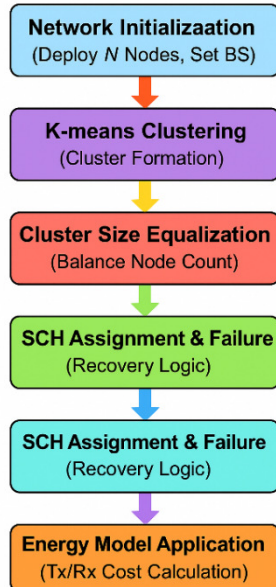 Network Initializaation
(Deploy N Nodes, Set BS)
K-means Clustering
(Cluster Formation)
Cluster Size Equalization
(Balance Node Count)
SCH Assignment & Failure
(Recovery Logic)
SCH Assignment & Failure
(Recovery Logic)
Energy Model Application
(Tx/Rx Cost Calculation)